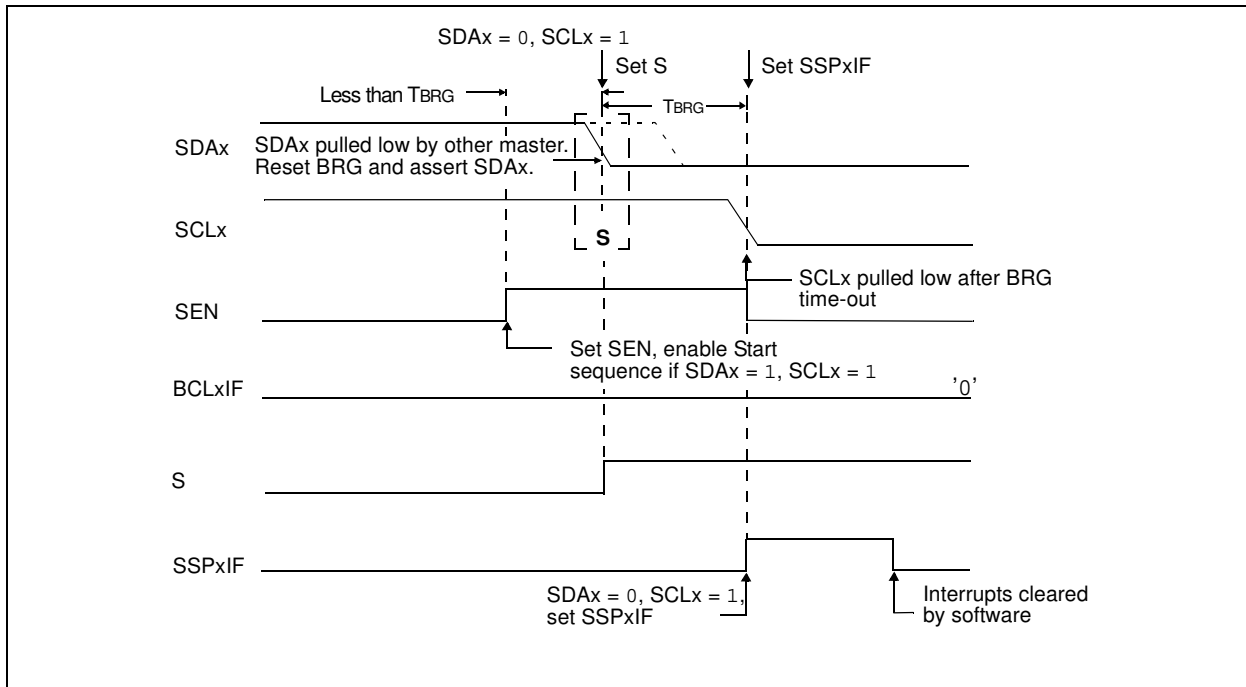 SDAx = 0, SCLx = 1
Set S
Set SSPxIF
Less than TBRG
TBRG
SDAx
SDAx pulled low by other master.
Reset BRG and assert SDAx.
SCLx
S
SCLx pulled low after BRG
time-out
SEN
Set SEN, enable Start
sequence if SDAx = 1, SCLx = 1
BCLxIF
'0'
S
SSPxIF
SDAx = 0, SCLx = 1,
set SSPxIF
Interrupts cleared
by software